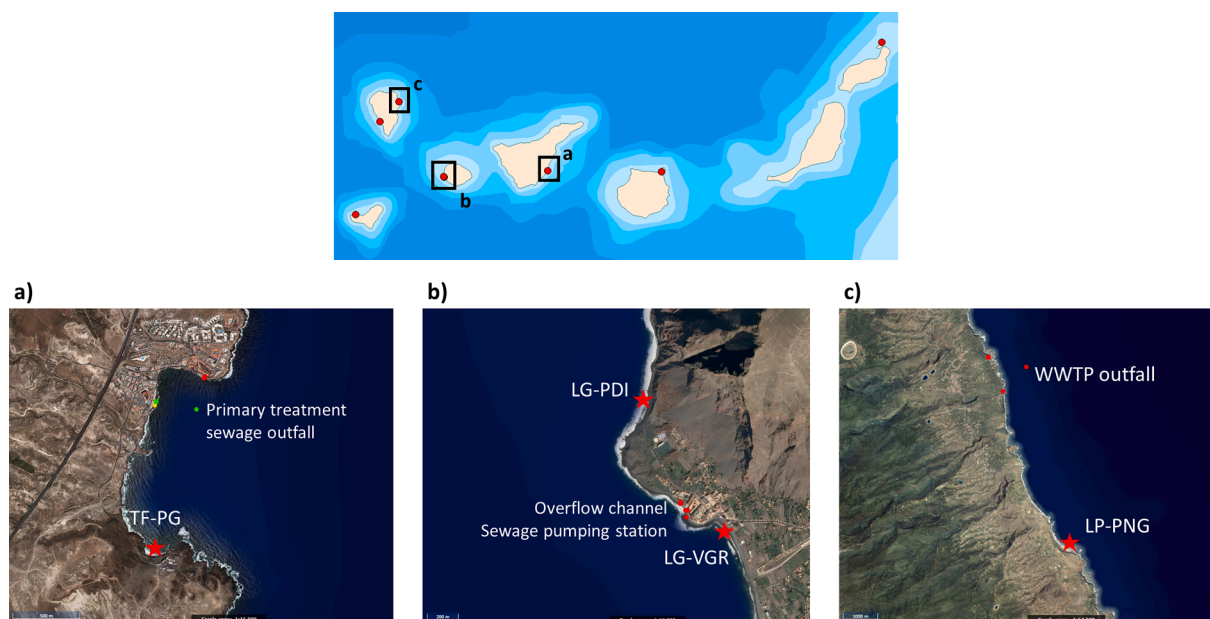 c
a
b
a)
b)
c)
Primary treatment
sewage outfall
TF-PG
500 m
LG-PDI
Overflow channel
Sewage pumping station
LG-VGR
200 m
WWTP outfall
LP-PNG
1000 m